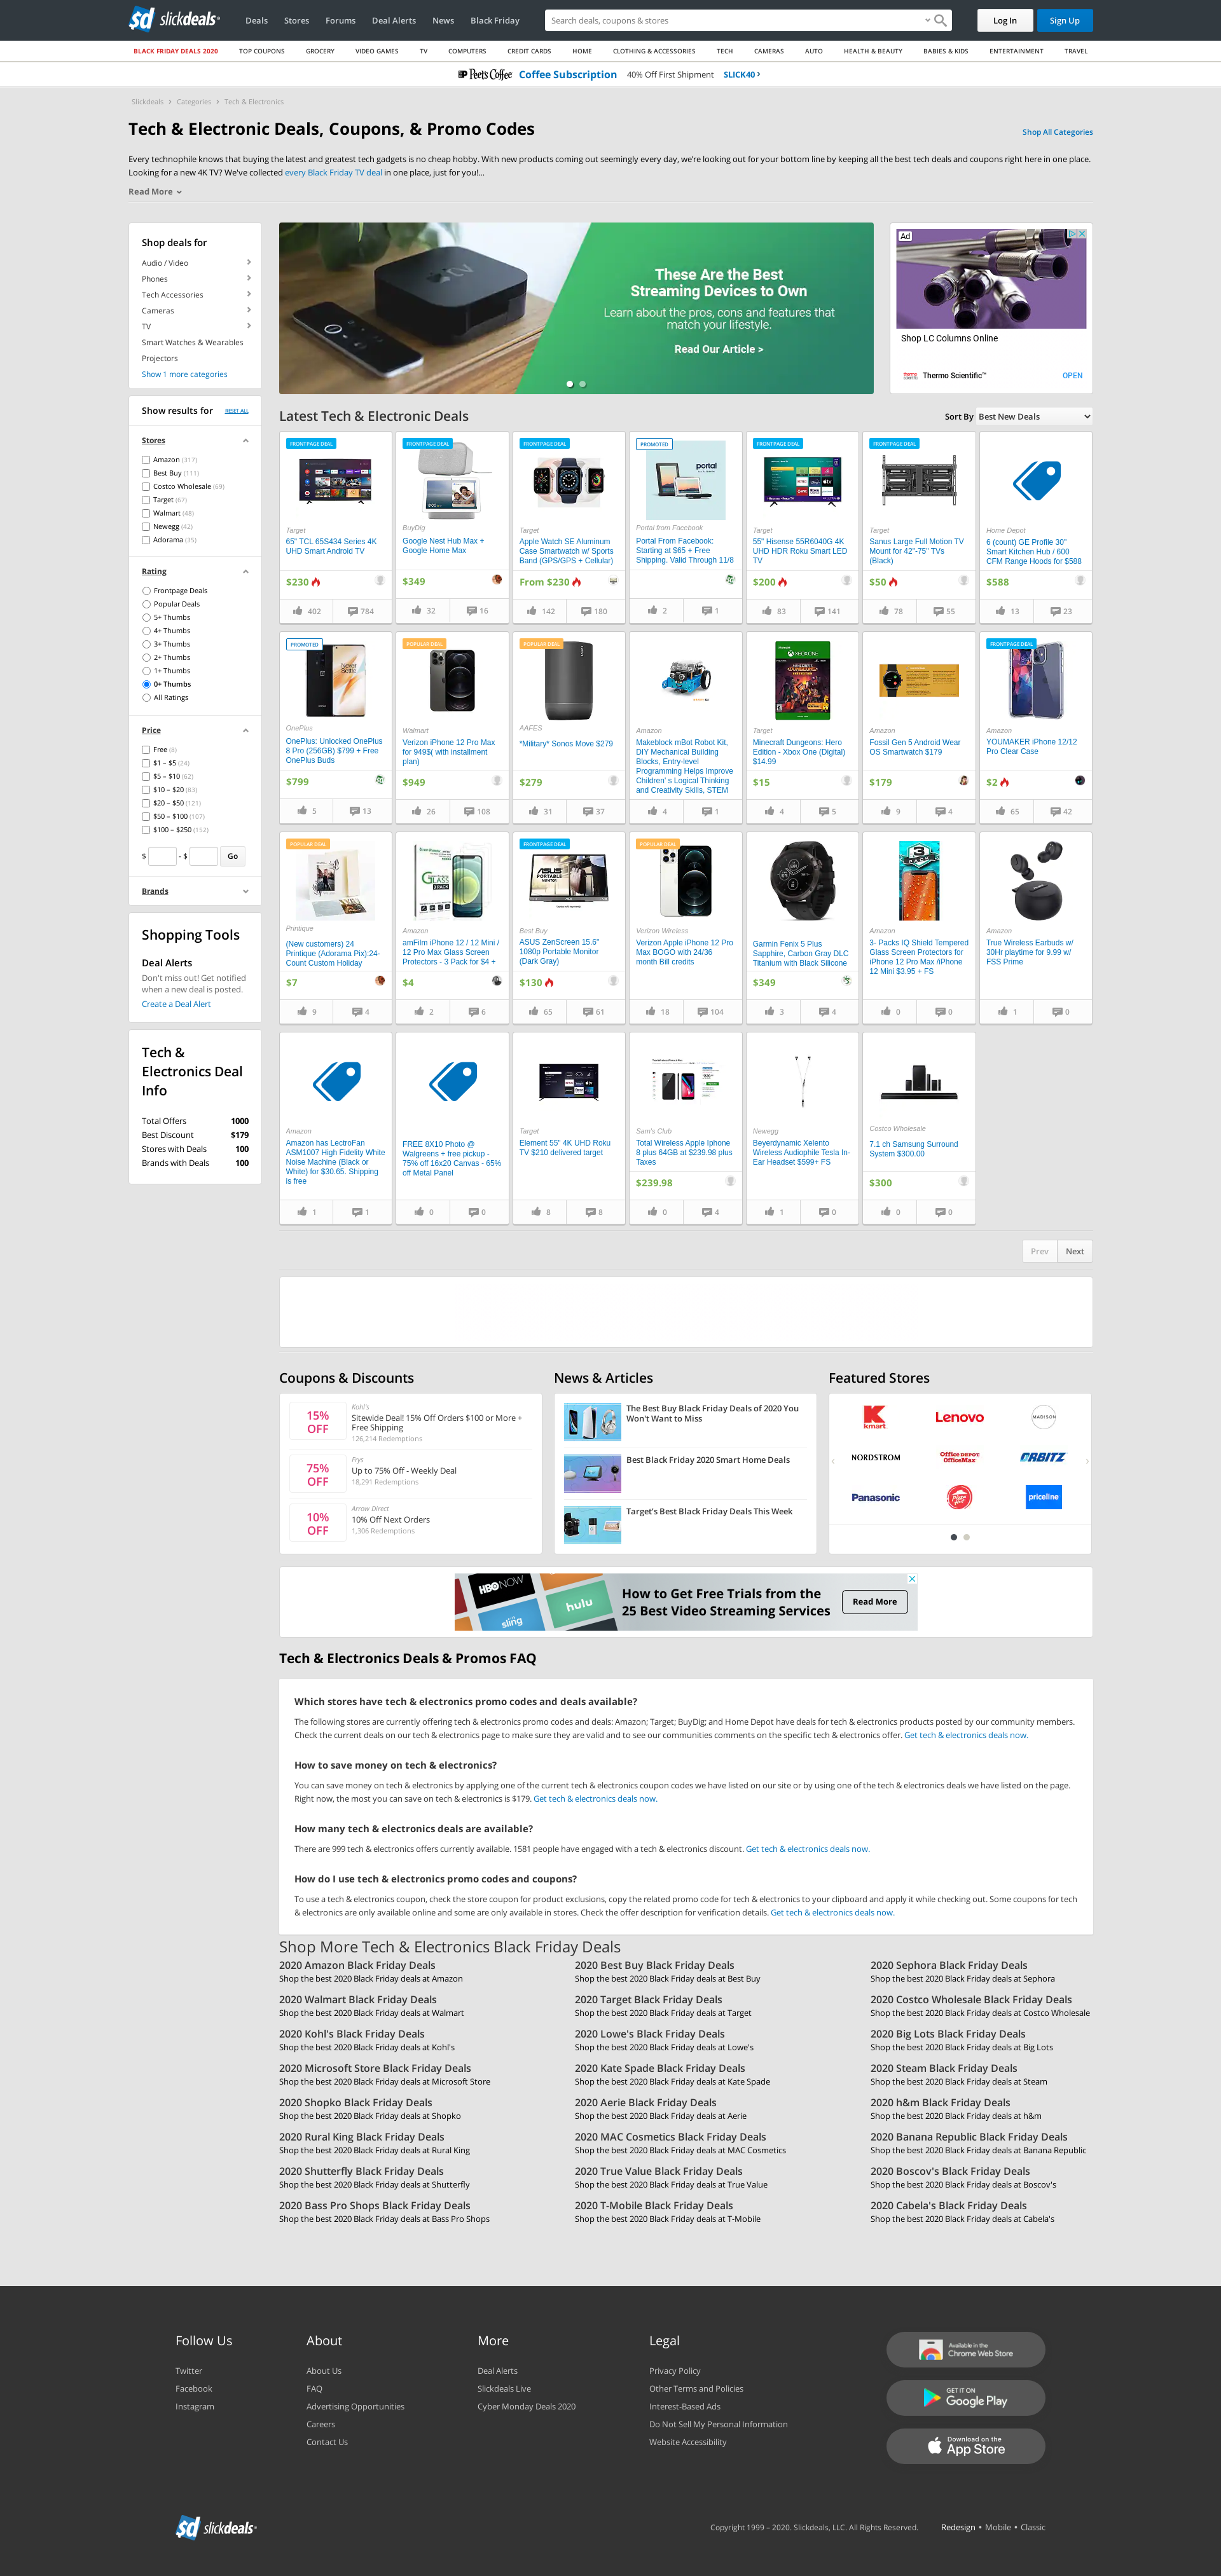 slickdeals
Deals
Stores
Forums
Deal Alerts
News
Black Friday
Search deals, coupons & stores
Log In
Sign Up
BLACK FRIDAY DEALS 2020
TOP COUPONS
GROCERY
VIDEO GAMES
TV
COMPUTERS
CREDIT CARDS
HOME
CLOTHING & ACCESSORIES
TECH
CAMERAS
AUTO
HEALTH & BEAUTY
BABIES & KIDS
ENTERTAINMENT
TRAVEL
Peet's Coffee Coffee Subscription 40% Off First Shipment SLICK40 >
Slickdeals > Categories > Tech & Electronics
Tech & Electronic Deals, Coupons, & Promo Codes
Shop All Categories
Every technophile knows that buying the latest and greatest tech gadgets is no cheap hobby. With new products coming out seemingly every day, we're looking out for your bottom line by keeping all the best tech deals and coupons right here in one place.
Looking for a new 4K TV? We've collected every Black Friday TV deal in one place, just for you!...
Read More
Shop deals for
Audio / Video
Phones
Tech Accessories
Cameras
TV
Smart Watches & Wearables
Projectors
Show 1 more categories
Show results for RESET ALL
Stores
Amazon (317)
Best Buy (111)
Costco Wholesale (69)
Target (67)
Walmart (48)
Newegg (42)
Adorama (35)
Rating
Frontpage Deals
Popular Deals
5+ Thumbs
4+ Thumbs
3+ Thumbs
2+ Thumbs
1+ Thumbs
0+ Thumbs
All Ratings
Price
Free (8)
$1 – $5 (24)
$5 – $10 (62)
$10 – $20 (83)
$20 – $50 (121)
$50 – $100 (107)
$100 – $250 (152)
$ - $ Go
Brands
Shopping Tools
Deal Alerts
Don't miss out! Get notified
when a new deal is posted.
Create a Deal Alert
Tech &
Electronics Deal
Info
Total Offers 1000
Best Discount $179
Stores with Deals 100
Brands with Deals 100
These Are the Best
Streaming Devices to Own
Learn about the pros, cons and features that
match your lifestyle.
Read Our Article >
Ad
Shop LC Columns Online
Thermo Scientific™
OPEN
Latest Tech & Electronic Deals
Sort By Best New Deals
FRONTPAGE DEAL
Target
65" TCL 65S434 Series 4K
UHD Smart Android TV
$230
402 784
FRONTPAGE DEAL
BuyDig
Google Nest Hub Max +
Google Home Max
$349
32 16
FRONTPAGE DEAL
Target
Apple Watch SE Aluminum
Case Smartwatch w/ Sports
Band (GPS/GPS + Cellular)
From $230
142 180
PROMOTED
portal
Portal from Facebook
Portal From Facebook:
Starting at $65 + Free
Shipping. Valid Through 11/8
2 1
FRONTPAGE DEAL
Target
55" Hisense 55R6040G 4K
UHD HDR Roku Smart LED
TV
$200
83 141
FRONTPAGE DEAL
Target
Sanus Large Full Motion TV
Mount for 42"-75" TVs
(Black)
$50
78 55
Home Depot
6 (count) GE Profile 30"
Smart Kitchen Hub / 600
CFM Range Hoods for $588
$588
13 23
PROMOTED
OnePlus
OnePlus: Unlocked OnePlus
8 Pro (256GB) $799 + Free
OnePlus Buds
$799
5 13
POPULAR DEAL
Walmart
Verizon iPhone 12 Pro Max
for 949$( with installment
plan)
$949
26 108
POPULAR DEAL
AAFES
*Military* Sonos Move $279
$279
31 37
Amazon
Makeblock mBot Robot Kit,
DIY Mechanical Building
Blocks, Entry-level
Programming Helps Improve
Children' s Logical Thinking
and Creativity Skills, STEM
4 1
XBOX ONE
Target
Minecraft Dungeons: Hero
Edition - Xbox One (Digital)
$14.99
$15
4 5
Amazon
Fossil Gen 5 Android Wear
OS Smartwatch $179
$179
9 4
FRONTPAGE DEAL
Amazon
YOUMAKER iPhone 12/12
Pro Clear Case
$2
65 42
POPULAR DEAL
Printique
(New customers) 24
Printique (Adorama Pix):24-
Count Custom Holiday
$7
9 4
GLASS
Amazon
amFilm iPhone 12 / 12 Mini /
12 Pro Max Glass Screen
Protectors - 3 Pack for $4 +
$4
2 6
FRONTPAGE DEAL
Best Buy
ASUS ZenScreen 15.6"
1080p Portable Monitor
(Dark Gray)
$130
65 61
POPULAR DEAL
Verizon Wireless
Verizon Apple iPhone 12 Pro
Max BOGO with 24/36
month Bill credits
18 104
Garmin Fenix 5 Plus
Sapphire, Carbon Gray DLC
Titanium with Black Silicone
$349
3 4
Amazon
3- Packs IQ Shield Tempered
Glass Screen Protectors for
iPhone 12 Pro Max /iPhone
12 Mini $3.95 + FS
0 0
Amazon
True Wireless Earbuds w/
30Hr playtime for 9.99 w/
FSS Prime
1 0
Amazon
Amazon has LectroFan
ASM1007 High Fidelity White
Noise Machine (Black or
White) for $30.65. Shipping
is free
1 1
FREE 8X10 Photo @
Walgreens + free pickup -
75% off 16x20 Canvas - 65%
off Metal Panel
0 0
Target
Element 55" 4K UHD Roku
TV $210 delivered target
8 8
Sam's Club
Total Wireless Apple Iphone
8 plus 64GB at $239.98 plus
Taxes
$239.98
0 4
Newegg
Beyerdynamic Xelento
Wireless Audiophile Tesla In-
Ear Headset $599+ FS
1 0
Costco Wholesale
7.1 ch Samsung Surround
System $300.00
$300
0 0
Prev Next
Coupons & Discounts
15%
OFF
Kohl's
Sitewide Deal! 15% Off Orders $100 or More +
Free Shipping
126,214 Redemptions
75%
OFF
Frys
Up to 75% Off - Weekly Deal
18,291 Redemptions
10%
OFF
Arrow Direct
10% Off Next Orders
1,306 Redemptions
News & Articles
The Best Buy Black Friday Deals of 2020 You
Won't Want to Miss
Best Black Friday 2020 Smart Home Deals
Target's Best Black Friday Deals This Week
Featured Stores
kmart
Lenovo
MADISON
NORDSTROM
Office DEPOT
OfficeMax
ORBITZ
Panasonic
priceline
HBO NOW
hulu
sling
How to Get Free Trials from the
25 Best Video Streaming Services
Read More
Tech & Electronics Deals & Promos FAQ
Which stores have tech & electronics promo codes and deals available?
The following stores are currently offering tech & electronics promo codes and deals: Amazon; Target; BuyDig; and Home Depot have deals for tech & electronics products posted by our community members.
Check the current deals on our tech & electronics page to make sure they are valid and to see our communities comments on the specific tech & electronics offer. Get tech & electronics deals now.
How to save money on tech & electronics?
You can save money on tech & electronics by applying one of the current tech & electronics coupon codes we have listed on our site or by using one of the tech & electronics deals we have listed on the page.
Right now, the most you can save on tech & electronics is $179. Get tech & electronics deals now.
How many tech & electronics deals are available?
There are 999 tech & electronics offers currently available. 1581 people have engaged with a tech & electronics discount. Get tech & electronics deals now.
How do I use tech & electronics promo codes and coupons?
To use a tech & electronics coupon, check the store coupon for product exclusions, copy the related promo code for tech & electronics to your clipboard and apply it while checking out. Some coupons for tech
& electronics are only available online and some are only available in stores. Check the offer description for verification details. Get tech & electronics deals now.
Shop More Tech & Electronics Black Friday Deals
2020 Amazon Black Friday Deals
Shop the best 2020 Black Friday deals at Amazon
2020 Best Buy Black Friday Deals
Shop the best 2020 Black Friday deals at Best Buy
2020 Sephora Black Friday Deals
Shop the best 2020 Black Friday deals at Sephora
2020 Walmart Black Friday Deals
Shop the best 2020 Black Friday deals at Walmart
2020 Target Black Friday Deals
Shop the best 2020 Black Friday deals at Target
2020 Costco Wholesale Black Friday Deals
Shop the best 2020 Black Friday deals at Costco Wholesale
2020 Kohl's Black Friday Deals
Shop the best 2020 Black Friday deals at Kohl's
2020 Lowe's Black Friday Deals
Shop the best 2020 Black Friday deals at Lowe's
2020 Big Lots Black Friday Deals
Shop the best 2020 Black Friday deals at Big Lots
2020 Microsoft Store Black Friday Deals
Shop the best 2020 Black Friday deals at Microsoft Store
2020 Kate Spade Black Friday Deals
Shop the best 2020 Black Friday deals at Kate Spade
2020 Steam Black Friday Deals
Shop the best 2020 Black Friday deals at Steam
2020 Shopko Black Friday Deals
Shop the best 2020 Black Friday deals at Shopko
2020 Aerie Black Friday Deals
Shop the best 2020 Black Friday deals at Aerie
2020 h&m Black Friday Deals
Shop the best 2020 Black Friday deals at h&m
2020 Rural King Black Friday Deals
Shop the best 2020 Black Friday deals at Rural King
2020 MAC Cosmetics Black Friday Deals
Shop the best 2020 Black Friday deals at MAC Cosmetics
2020 Banana Republic Black Friday Deals
Shop the best 2020 Black Friday deals at Banana Republic
2020 Shutterfly Black Friday Deals
Shop the best 2020 Black Friday deals at Shutterfly
2020 True Value Black Friday Deals
Shop the best 2020 Black Friday deals at True Value
2020 Boscov's Black Friday Deals
Shop the best 2020 Black Friday deals at Boscov's
2020 Bass Pro Shops Black Friday Deals
Shop the best 2020 Black Friday deals at Bass Pro Shops
2020 T-Mobile Black Friday Deals
Shop the best 2020 Black Friday deals at T-Mobile
2020 Cabela's Black Friday Deals
Shop the best 2020 Black Friday deals at Cabela's
Follow Us
Twitter
Facebook
Instagram
About
About Us
FAQ
Advertising Opportunities
Careers
Contact Us
More
Deal Alerts
Slickdeals Live
Cyber Monday Deals 2020
Legal
Privacy Policy
Other Terms and Policies
Interest-Based Ads
Do Not Sell My Personal Information
Website Accessibility
Available in the
Chrome Web Store
GET IT ON
Google Play
Download on the
App Store
slickdeals
Copyright 1999 – 2020. Slickdeals, LLC. All Rights Reserved.
Redesign • Mobile • Classic